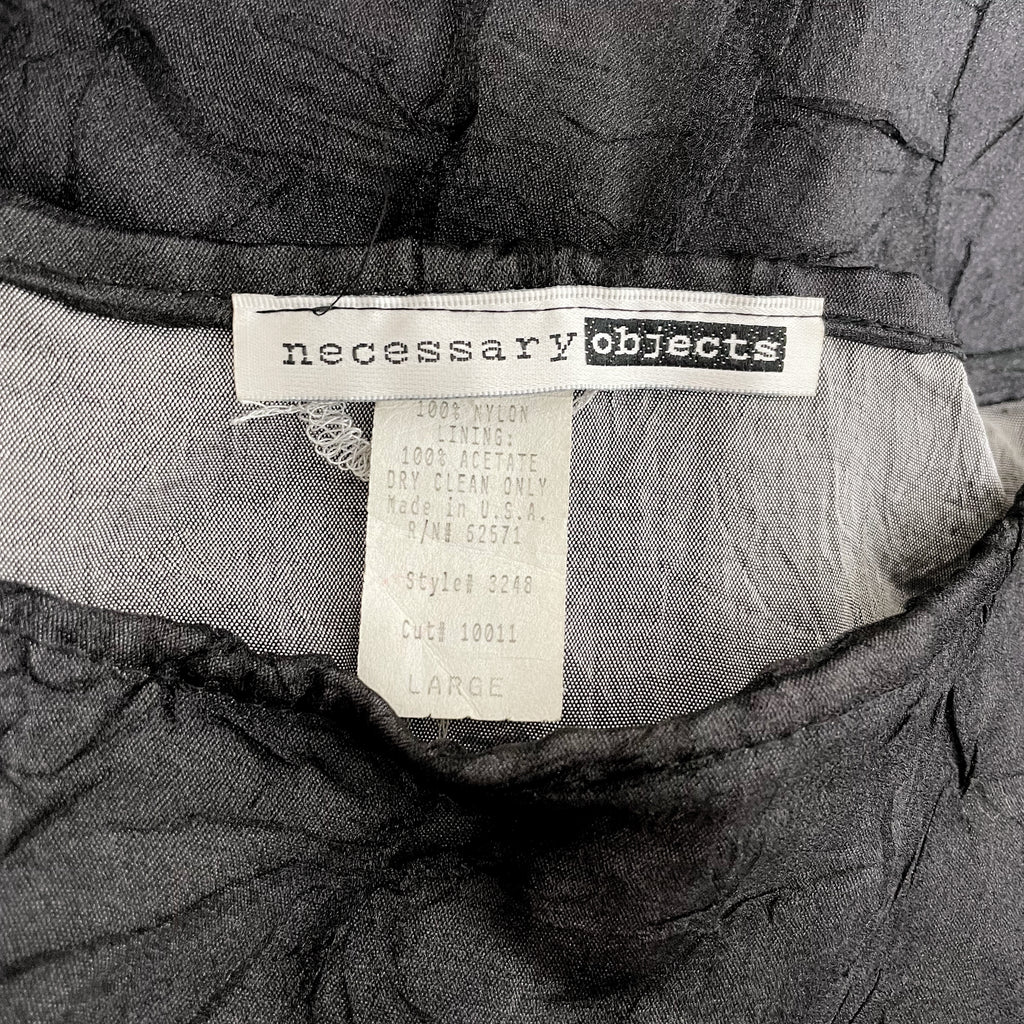 necessary objects
100% NYLON
LINING:
100% ACETATE
DRY CLEAN ONLY
Made in U.S.A.
R/N# 62571
Style# 3248
Cut# 10011
LARGE